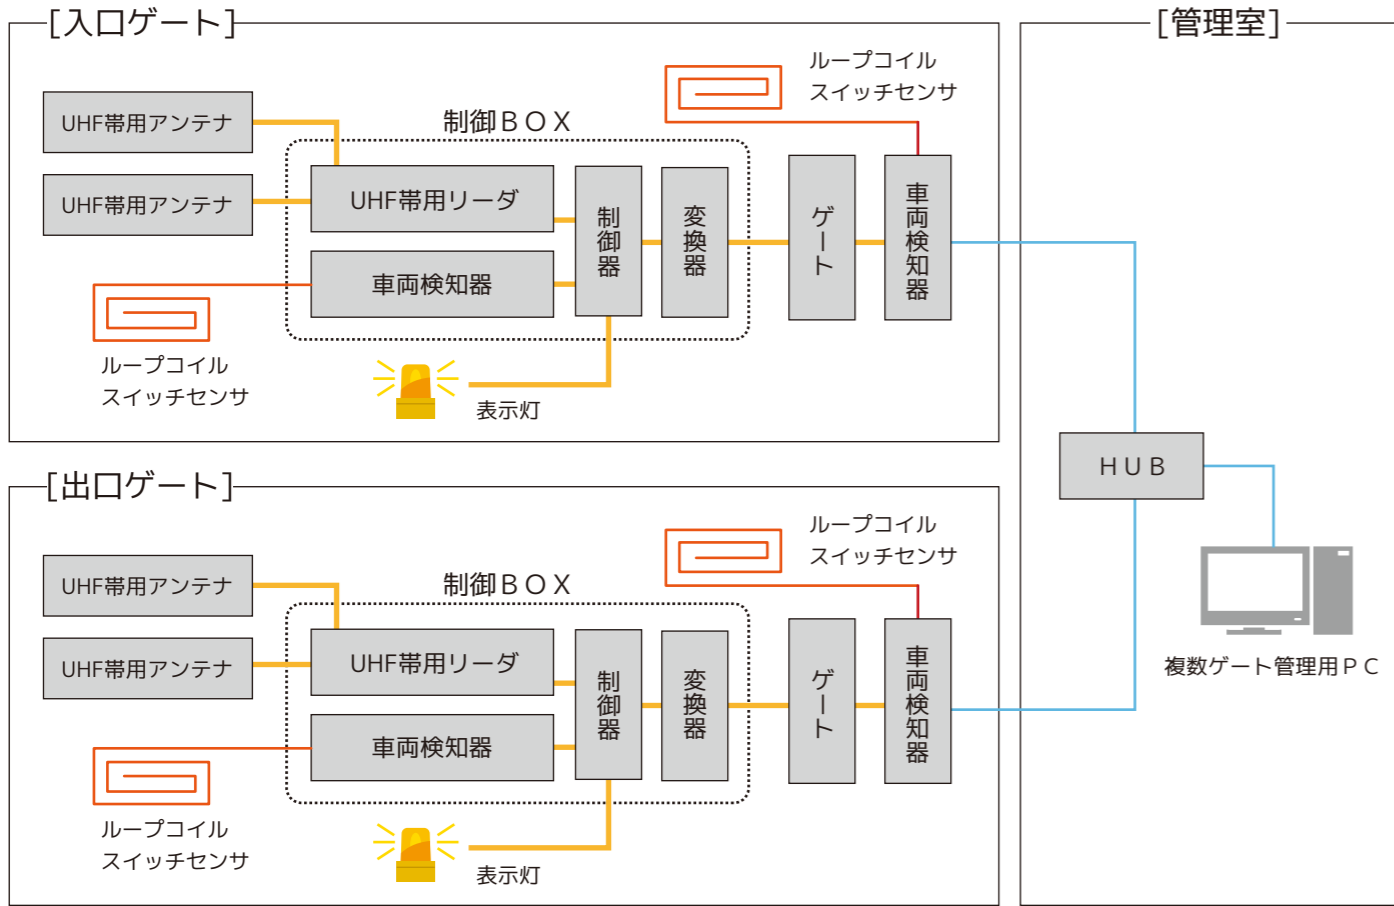 [入口ゲート]
ループコイル
スイッチセンサ
UHF帯用アンテナ
制御ＢＯＸ
UHF帯用アンテナ
UHF帯用リーダ
車両検知器
制御器
変換器
ゲート
車両検知器
ループコイル
スイッチセンサ
表示灯
[出口ゲート]
ループコイル
スイッチセンサ
UHF帯用アンテナ
制御ＢＯＸ
UHF帯用アンテナ
UHF帯用リーダ
車両検知器
制御器
変換器
ゲート
車両検知器
ループコイル
スイッチセンサ
表示灯
[管理室]
ＨＵＢ
複数ゲート管理用ＰＣ